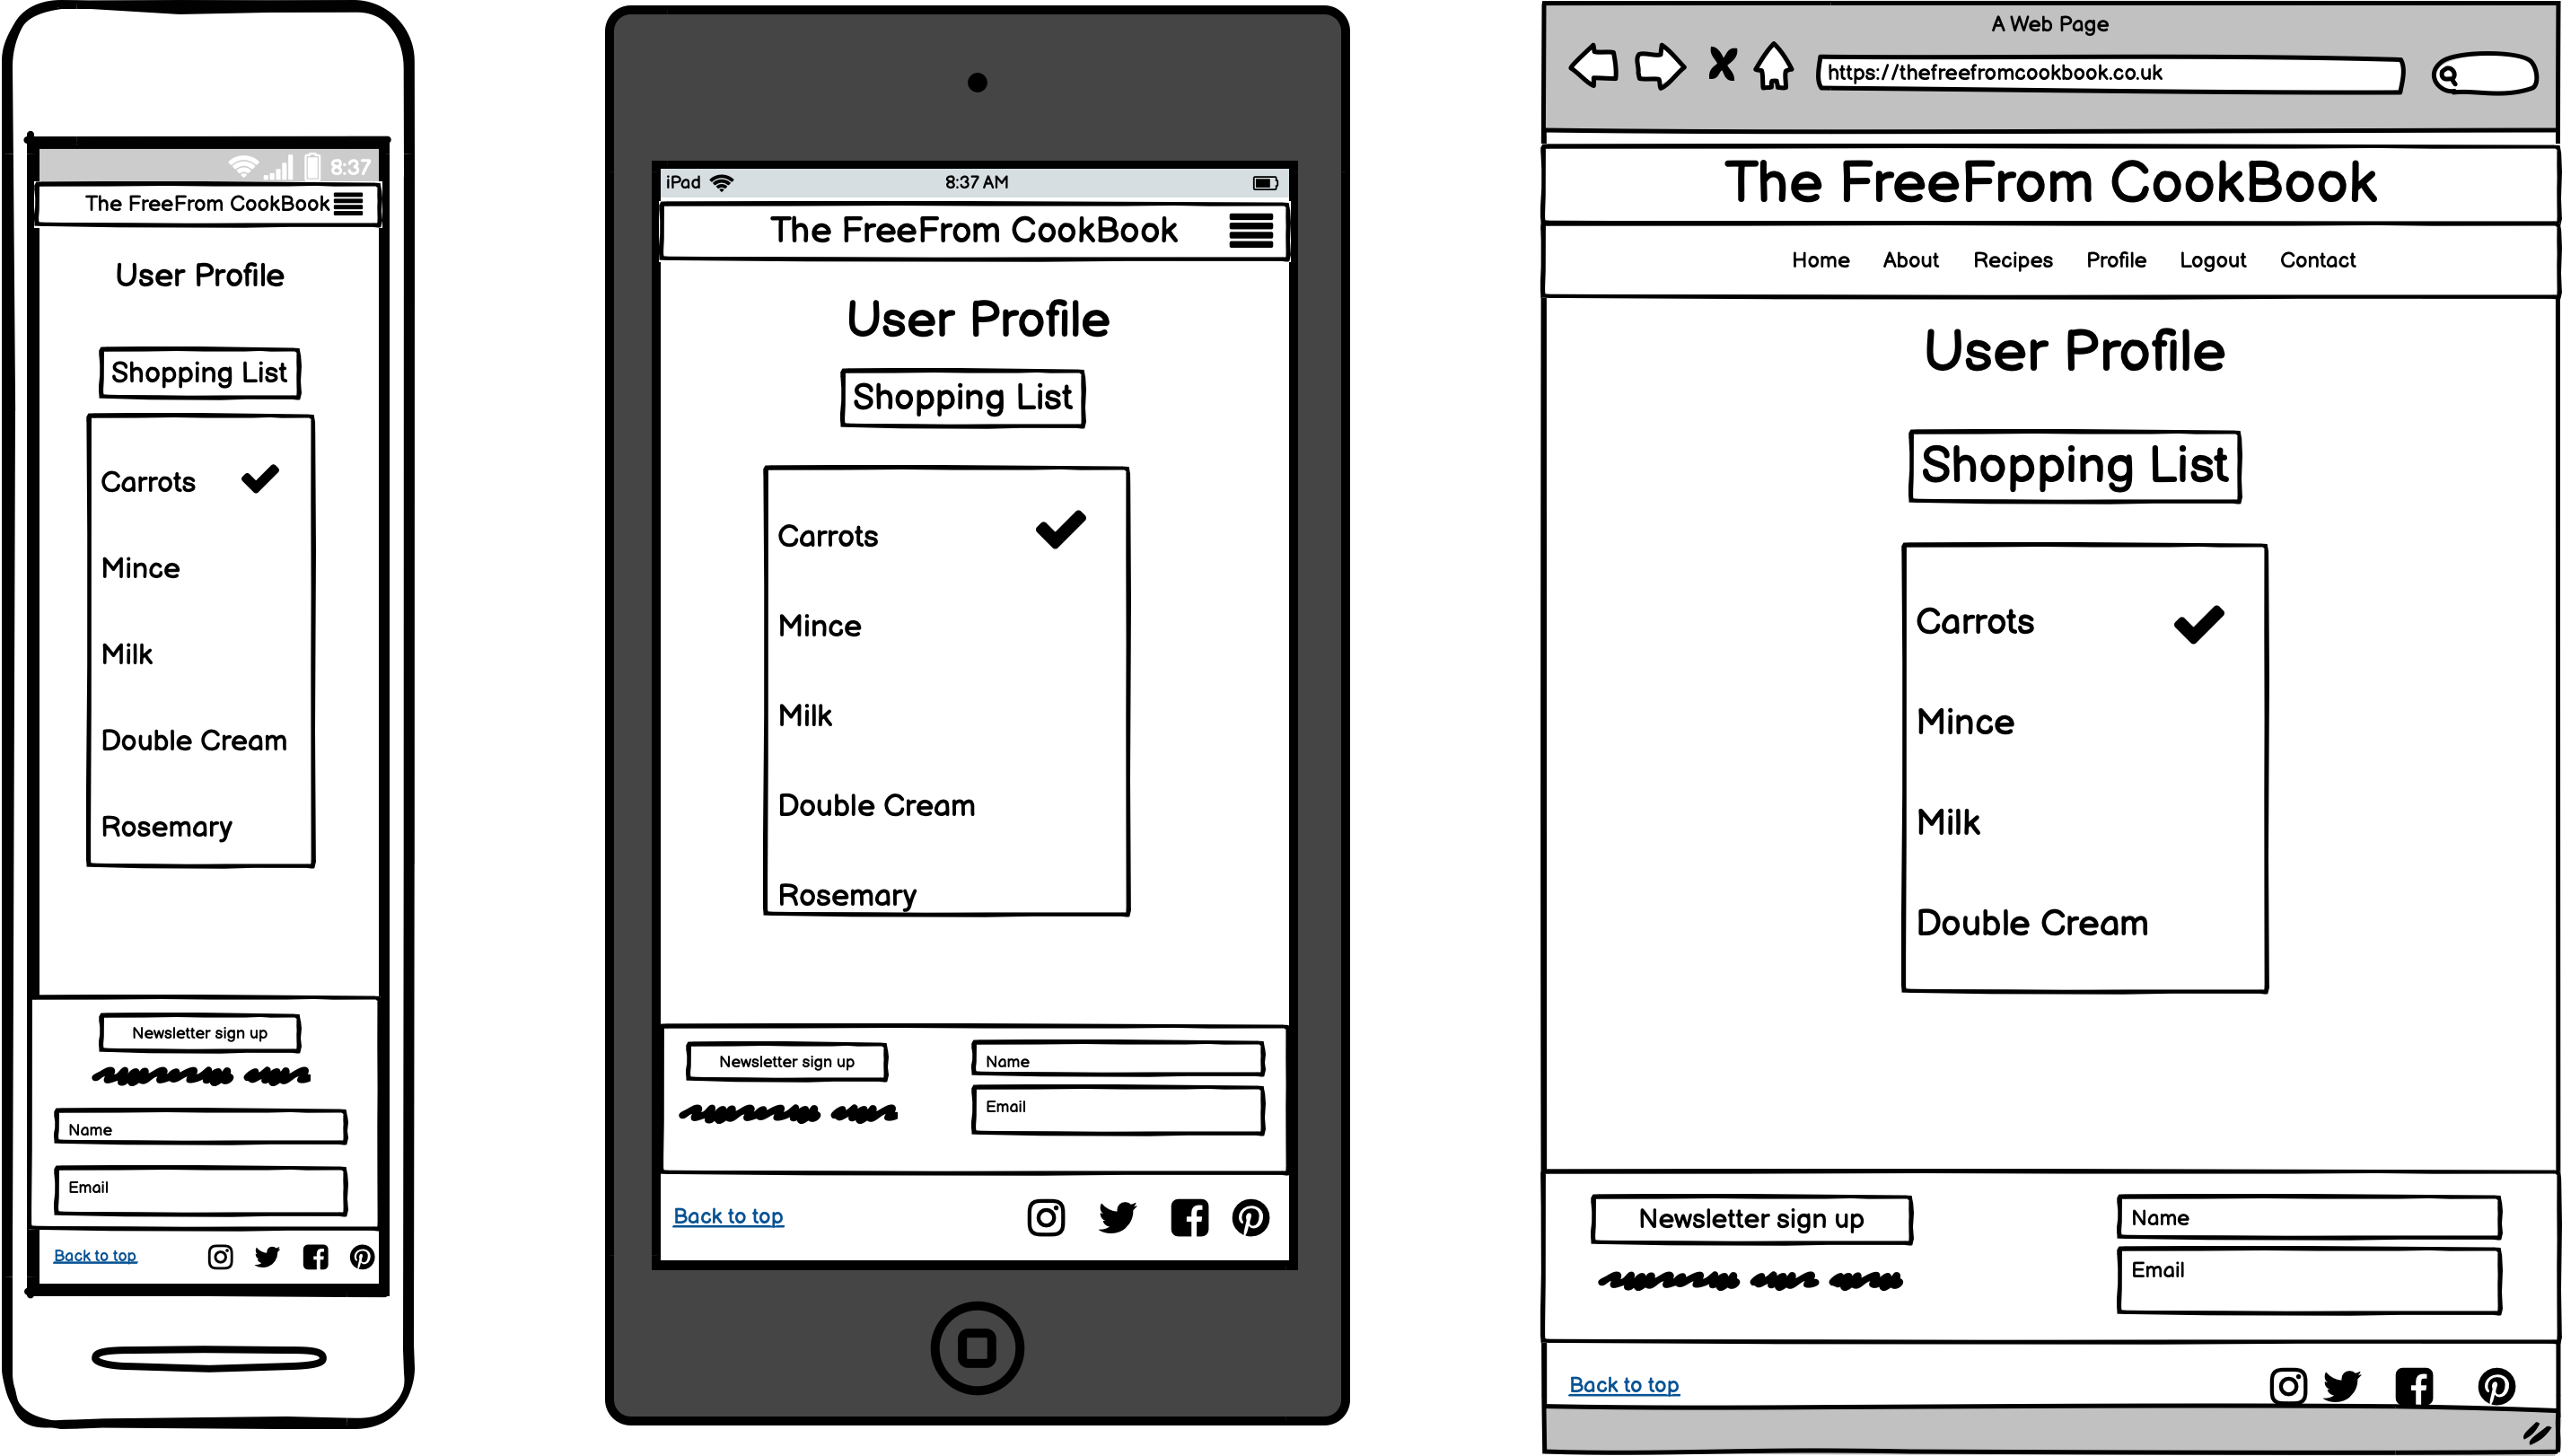 8:37
The FreeFrom CookBook
User Profile
Shopping List
Carrots
Mince
Milk
Double Cream
Rosemary
Newsletter sign up
Name
Email
Back to top
iPad 8:37 AM
The FreeFrom CookBook
User Profile
Shopping List
Carrots
Mince
Milk
Double Cream
Rosemary
Newsletter sign up
Name
Email
Back to top
A Web Page
https://thefreefromcookbook.co.uk
The FreeFrom CookBook
Home About Recipes Profile Logout Contact
User Profile
Shopping List
Carrots
Mince
Milk
Double Cream
Newsletter sign up
Name
Email
Back to top